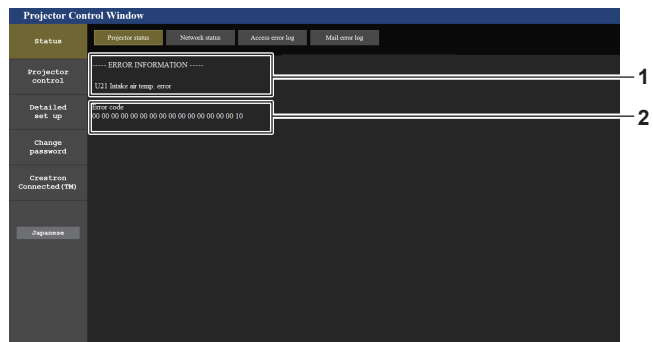 Projector Control Window
Status
Projector status
Network status
Access error log
Mail error log
----- ERROR INFORMATION -----
U21 Intake air temp. error
1
Error code
00 00 00 00 00 00 00 00 00 00 00 00 00 00 00 10
2
Projector
control
Detailed
set up
Change
password
Crestron
Connected(TM)
Japanese